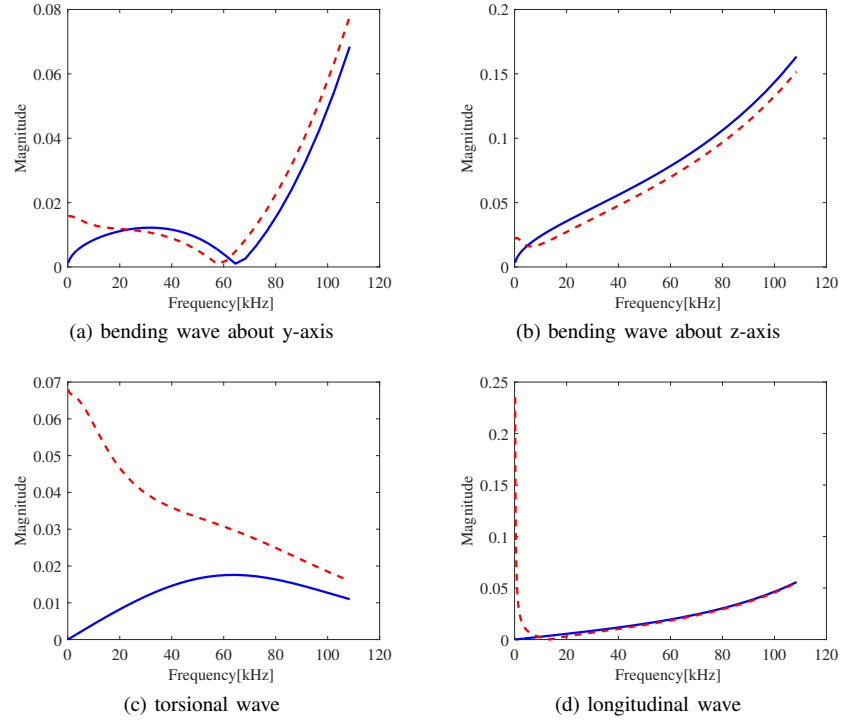 0.08
0.06
0.04
0.02
0
Magnitude
0 20 40 60 80 100 120
Frequency[kHz]
(a) bending wave about y-axis
0.2
0.15
0.1
0.05
0
Magnitude
0 20 40 60 80 100 120
Frequency[kHz]
(b) bending wave about z-axis
0.07
0.06
0.05
0.04
0.03
0.02
0.01
0
Magnitude
0 20 40 60 80 100 120
Frequency[kHz]
(c) torsional wave
0.25
0.2
0.15
0.1
0.05
0
Magnitude
0 20 40 60 80 100 120
Frequency[kHz]
(d) longitudinal wave